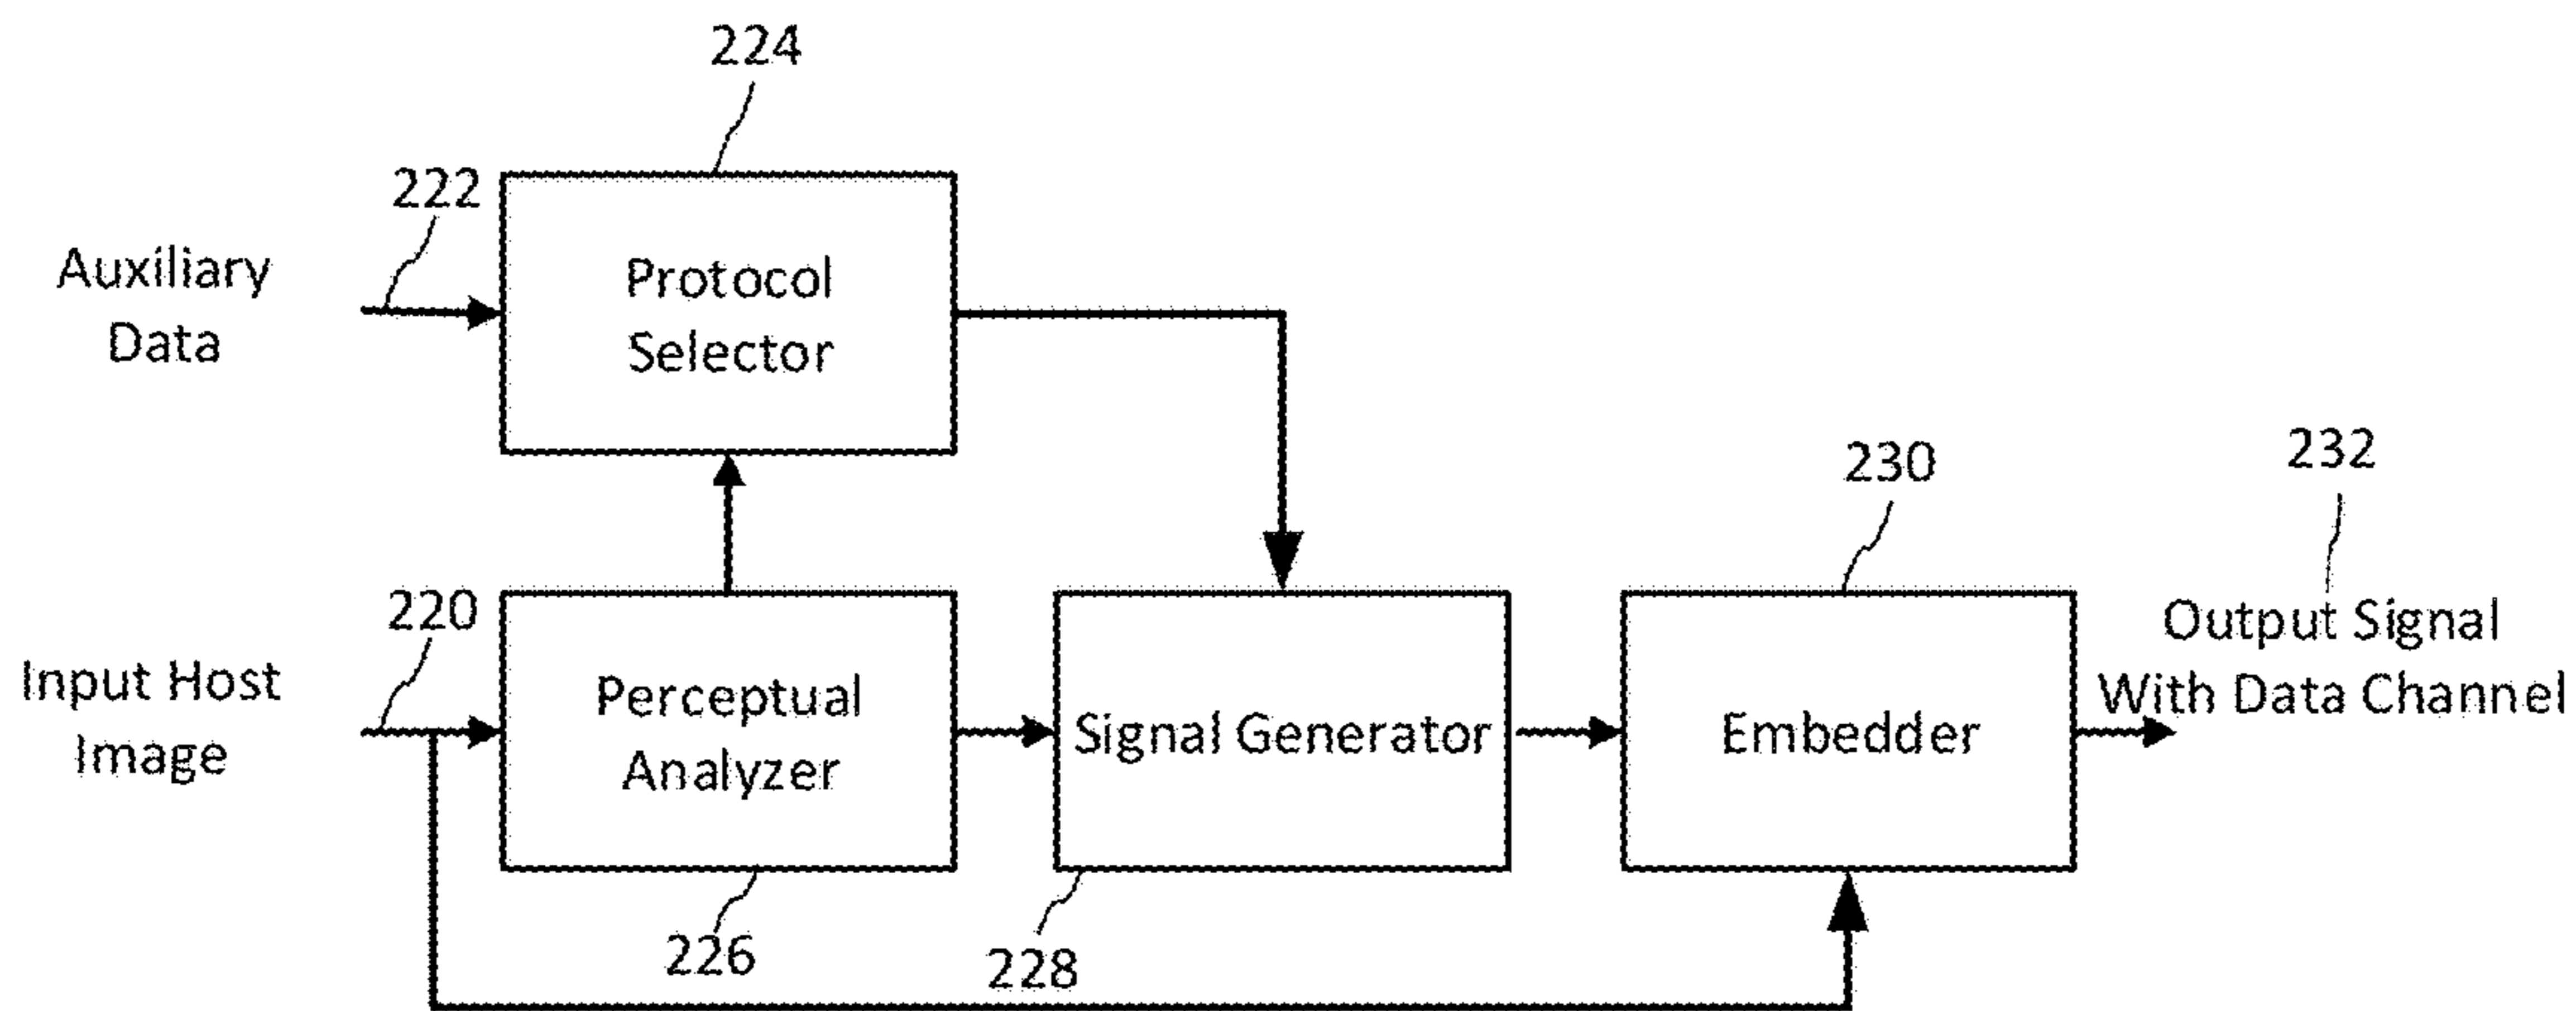 224
222
Auxiliary
Data
Protocol
Selector
230
232
220
Input Host
Image
Perceptual
Analyzer
Signal Generator
Embedder
Output Signal
With Data Channel
226
228